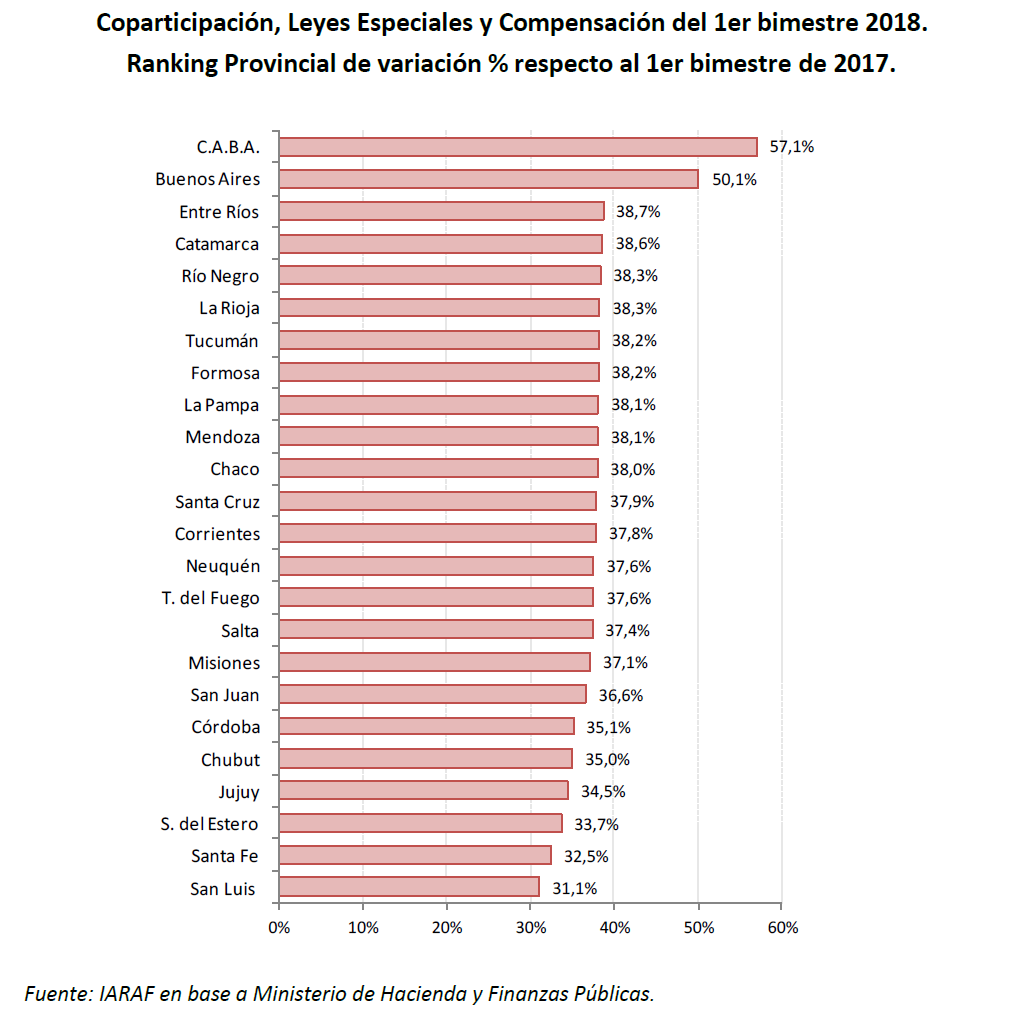 Coparticipación, Leyes Especiales y Compensación del 1er bimestre 2018.
Ranking Provincial de variación % respecto al 1er bimestre de 2017.
C.A.B.A. 57,1%
Buenos Aires 50,1%
Entre Ríos 38,7%
Catamarca 38,6%
Río Negro 38,3%
La Rioja 38,3%
Tucumán 38,2%
Formosa 38,2%
La Pampa 38,1%
Mendoza 38,1%
Chaco 38,0%
Santa Cruz 37,9%
Corrientes 37,8%
Neuquén 37,6%
T. del Fuego 37,6%
Salta 37,4%
Misiones 37,1%
San Juan 36,6%
Córdoba 35,1%
Chubut 35,0%
Jujuy 34,5%
S. del Estero 33,7%
Santa Fe 32,5%
San Luis 31,1%
0% 10% 20% 30% 40% 50% 60%
Fuente: IARAF en base a Ministerio de Hacienda y Finanzas Públicas.